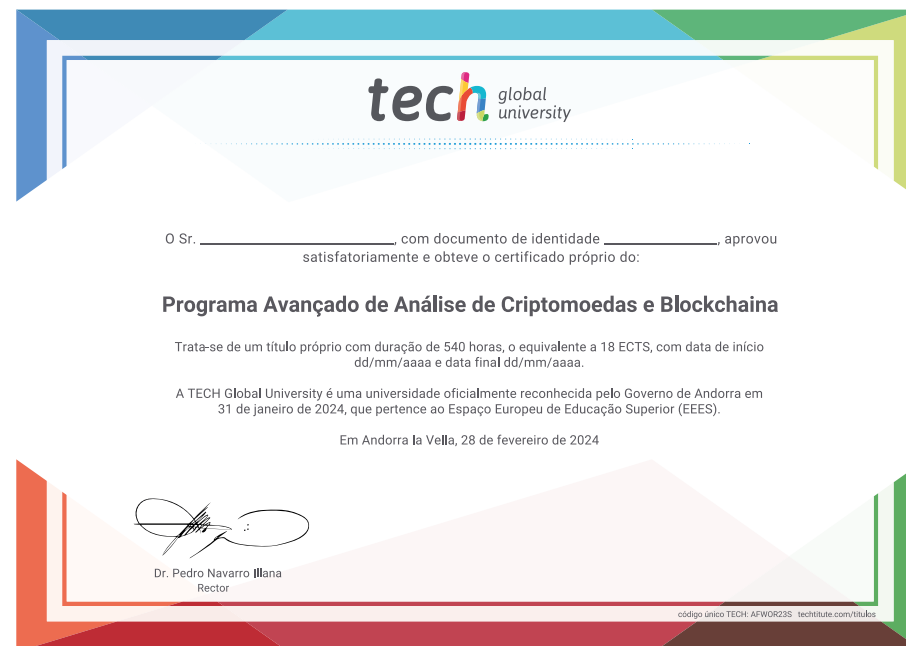 tech global university
O Sr. ____________________, com documento de identidade ____________, aprovou
satisfatoriamente e obteve o certificado próprio do:
Programa Avançado de Análise de Criptomoedas e Blockchaina
Trata-se de um título próprio com duração de 540 horas, o equivalente a 18 ECTS, com data de início
dd/mm/aaaa e data final dd/mm/aaaa.
A TECH Global University é uma universidade oficialmente reconhecida pelo Governo de Andorra em
31 de janeiro de 2024, que pertence ao Espaço Europeu de Educação Superior (EEES).
Em Andorra la Vella, 28 de fevereiro de 2024
Dr. Pedro Navarro Illana
Rector
código único TECH: AFWOR23S techtitute.com/titulos